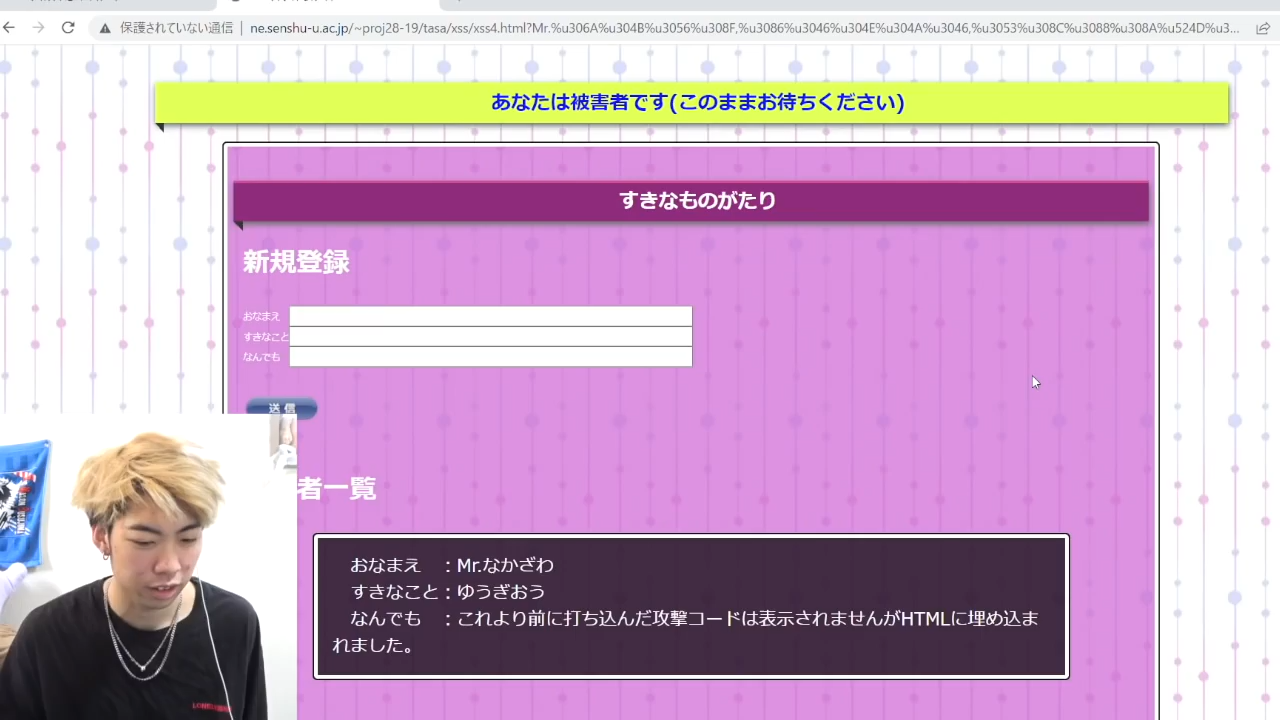 保護されていない通信 | ne.senshu-u.ac.jp/~proj28-19/tasa/xss/xss4.html?Mr.%u306A%u304B%u3056%u308F,%u3086%u3046%u304E%u304A%u3046,%u3053%u308C%u3088%u308A%u524D%u3...
あなたは被害者です(このままお待ちください)
すきなものがたり
新規登録
おなまえ
すきなこと
なんでも
送 信
者一覧
おなまえ　：Mr.なかざわ
すきなこと：ゆうぎおう
なんでも　：これより前に打ち込んだ攻撃コードは表示されませんがHTMLに埋め込ま
れました。